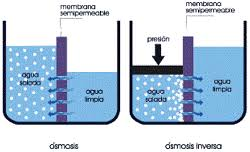 membrana
semipermeable
agua
salada
agua
limpia
ósmosis
membrana
semipermeable
presión
agua
salada
agua
limpia
ósmosis inversa